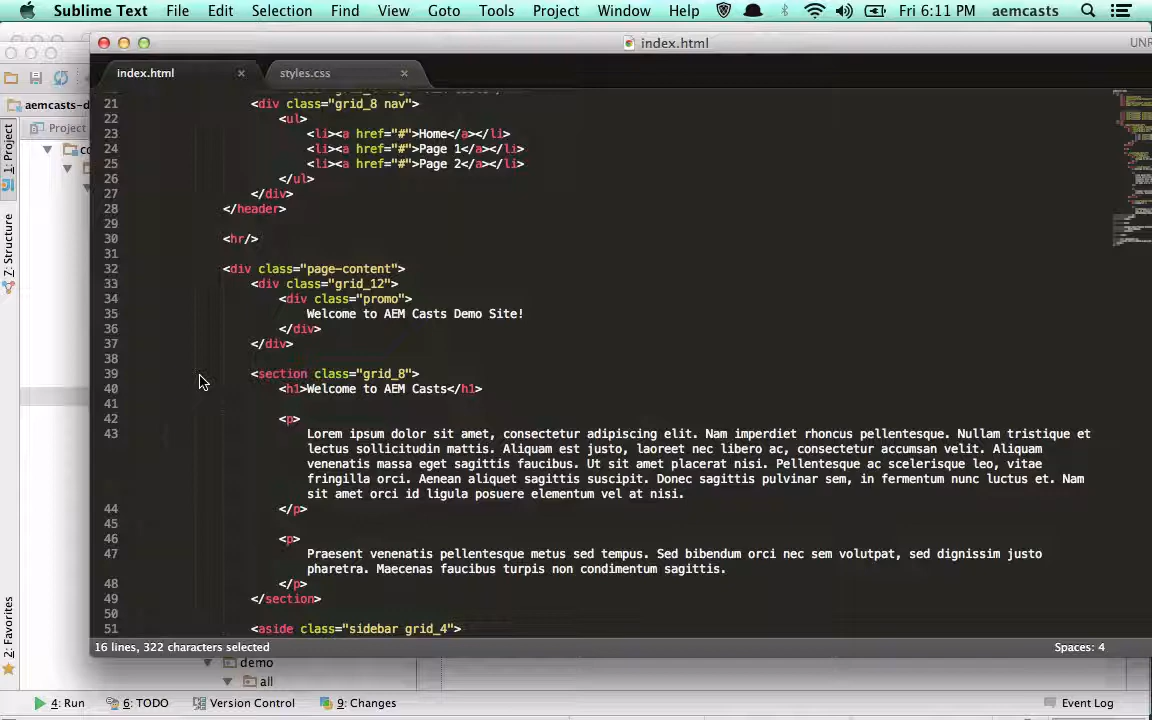 Sublime Text File Edit Selection Find View Goto Tools Project Window Help Fri 6:11 PM aemcasts
index.html UNR
index.html styles.css
21 <div class="grid_8 nav">
22 <ul>
23 <li><a href="#">Home</a></li>
24 <li><a href="#">Page 1</a></li>
25 <li><a href="#">Page 2</a></li>
26 </ul>
27 </div>
28 </header>
29
30 <hr/>
31
32 <div class="page-content">
33 <div class="grid_12">
34 <div class="promo">
35 Welcome to AEM Casts Demo Site!
36 </div>
37 </div>
38
39 <section class="grid_8">
40 <h1>Welcome to AEM Casts</h1>
41
42 <p>
43 Lorem ipsum dolor sit amet, consectetur adipiscing elit. Nam imperdiet rhoncus pellentesque. Nullam tristique et
lectus sollicitudin mattis. Aliquam est justo, laoreet nec libero ac, consectetur accumsan velit. Aliquam
venenatis massa eget sagittis faucibus. Ut sit amet placerat nisi. Pellentesque ac scelerisque leo, vitae
fringilla orci. Aenean aliquet sagittis suscipit. Donec sagittis pulvinar sem, in fermentum nunc luctus et. Nam
sit amet orci id ligula posuere elementum vel at nisi.
44 </p>
45
46 <p>
47 Praesent venenatis pellentesque metus sed tempus. Sed bibendum orci nec sem volutpat, sed dignissim justo
pharetra. Maecenas faucibus turpis non condimentum sagittis.
48 </p>
49 </section>
50
51 <aside class="sidebar grid_4">
16 lines, 322 characters selected Spaces: 4
aemcasts-d
Project
co
1: Project
7: Structure
2: Favorites
demo
all
4: Run 6: TODO Version Control 9: Changes Event Log